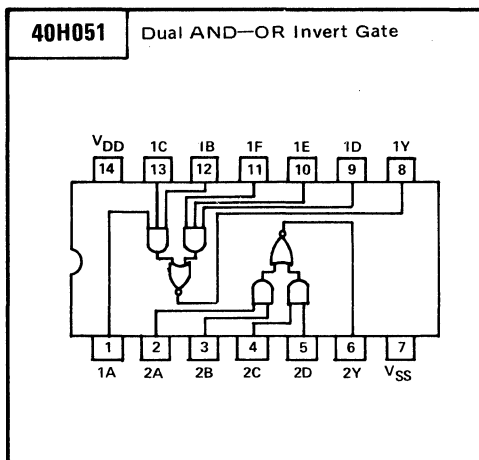 40H051 Dual AND—OR Invert Gate
VDD 1C 1B 1F 1E 1D 1Y
14 13 12 11 10 9 8
1 2 3 4 5 6 7
1A 2A 2B 2C 2D 2Y VSS